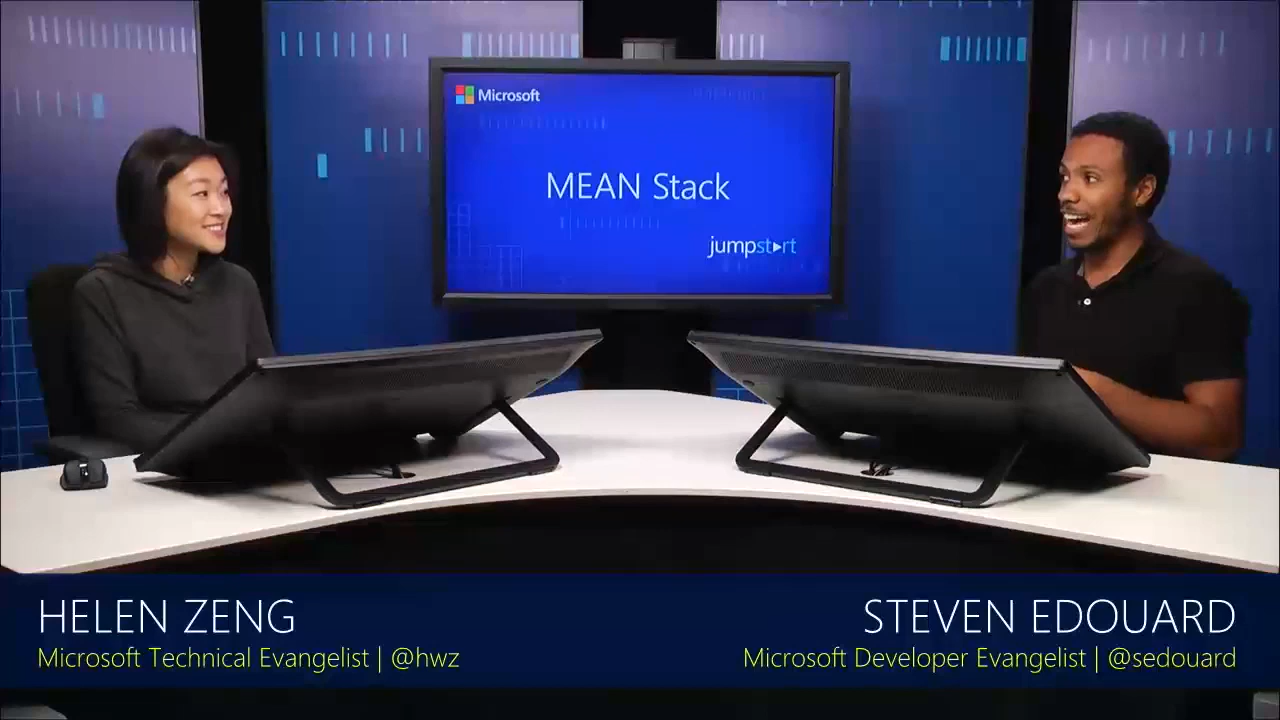 Microsoft
MEAN Stack
jumpstart
HELEN ZENG
Microsoft Technical Evangelist | @hwz
STEVEN EDOUARD
Microsoft Developer Evangelist | @sedouard